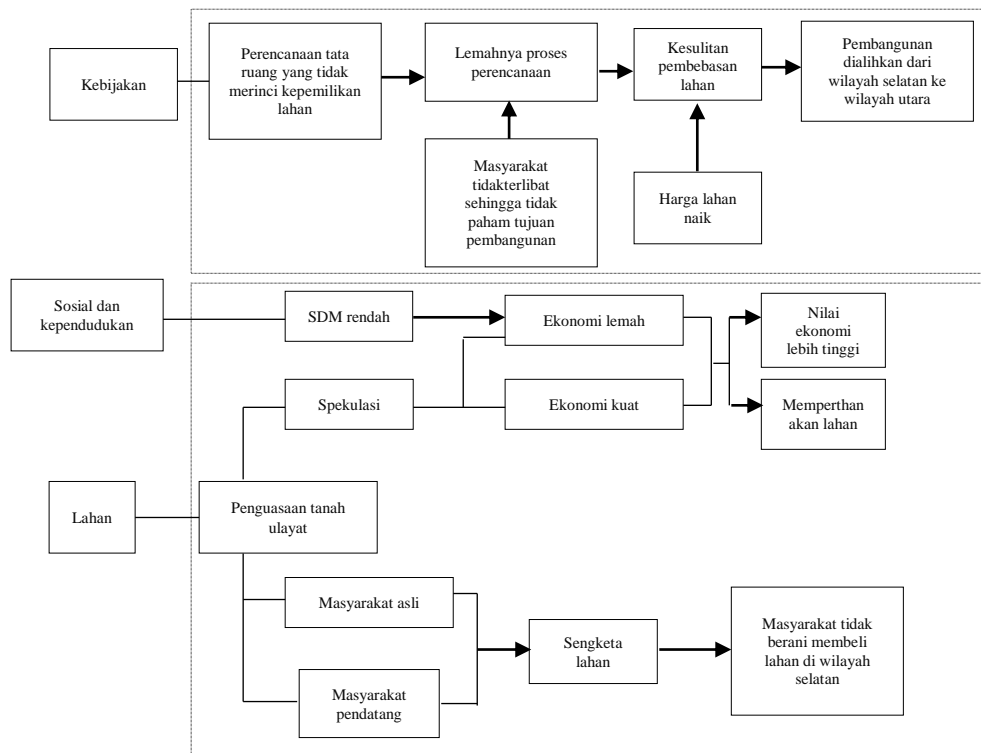 Kebijakan
Perencanaan tata
ruang yang tidak
merinci kepemilikan
lahan
Lemahnya proses
perencanaan
Kesulitan
pembebasan
lahan
Pembangunan
dialihkan dari
wilayah selatan ke
wilayah utara
Masyarakat
tidakterlibat
sehingga tidak
paham tujuan
pembangunan
Harga lahan
naik
Sosial dan
kependudukan
SDM rendah
Ekonomi lemah
Nilai
ekonomi
lebih tinggi
Spekulasi
Ekonomi kuat
Memperthan
akan lahan
Lahan
Penguasaan tanah
ulayat
Masyarakat asli
Masyarakat
pendatang
Sengketa
lahan
Masyarakat tidak
berani membeli
lahan di wilayah
selatan